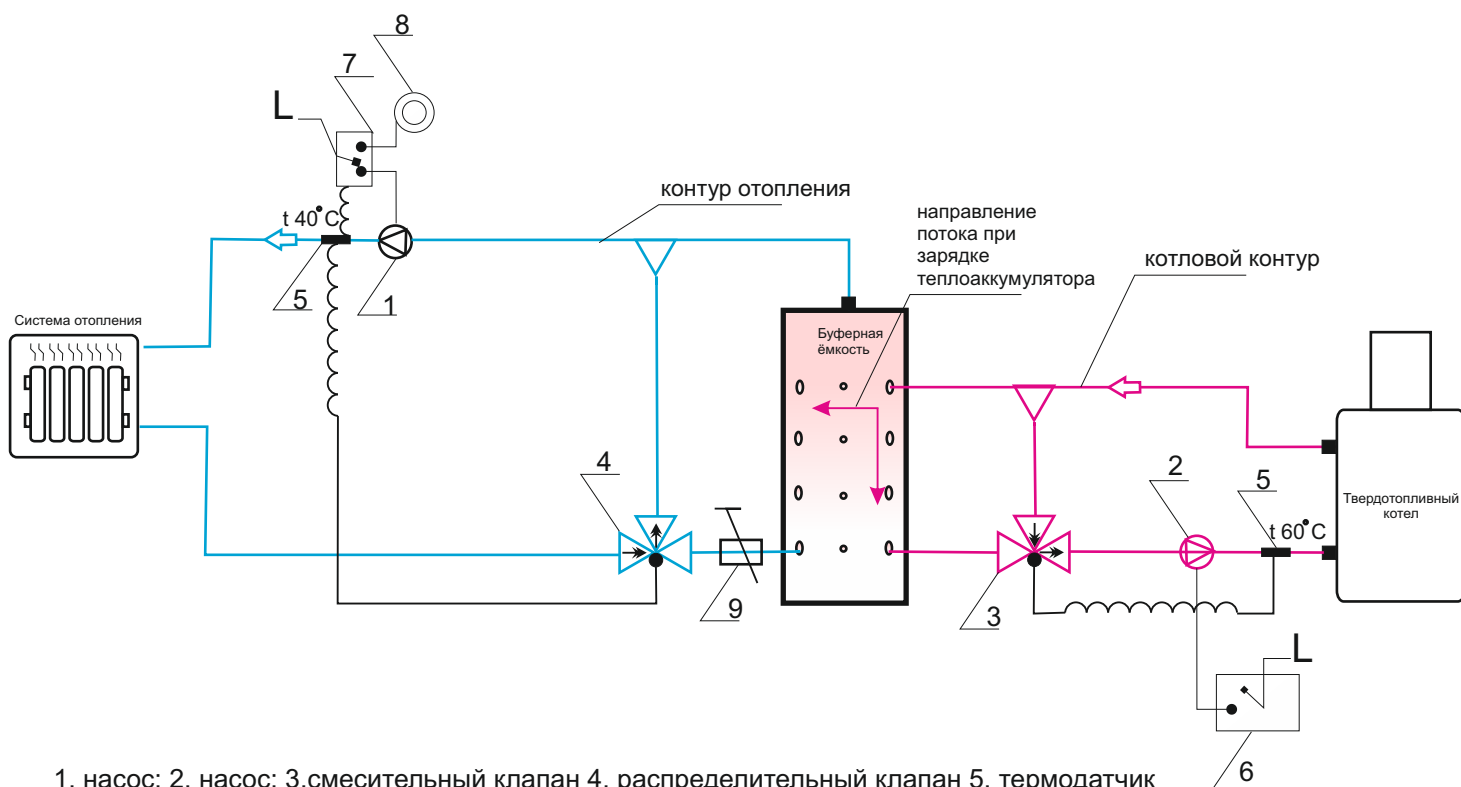 8
7
L
контур отопления
направление
потока при
зарядке
теплоаккумулятора
t 40°C
котловой контур
5
1
Система отопления
Буферная
ёмкость
4
2
5
Твердотопливный
котел
t 60°C
9
3
L
6
1. насос; 2. насос; 3.смесительный клапан 4. распределительный клапан 5. термодатчик